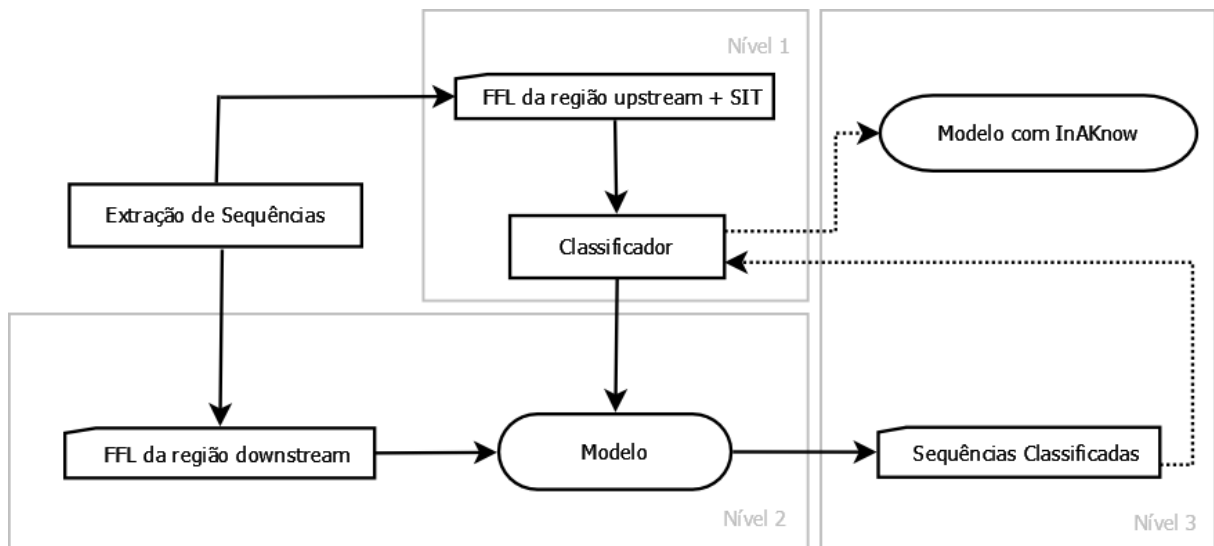 Nível 1
FFL da região upstream + SIT
Modelo com InAKnow
Extração de Sequências
Classificador
FFL da região downstream
Modelo
Sequências Classificadas
Nível 2
Nível 3